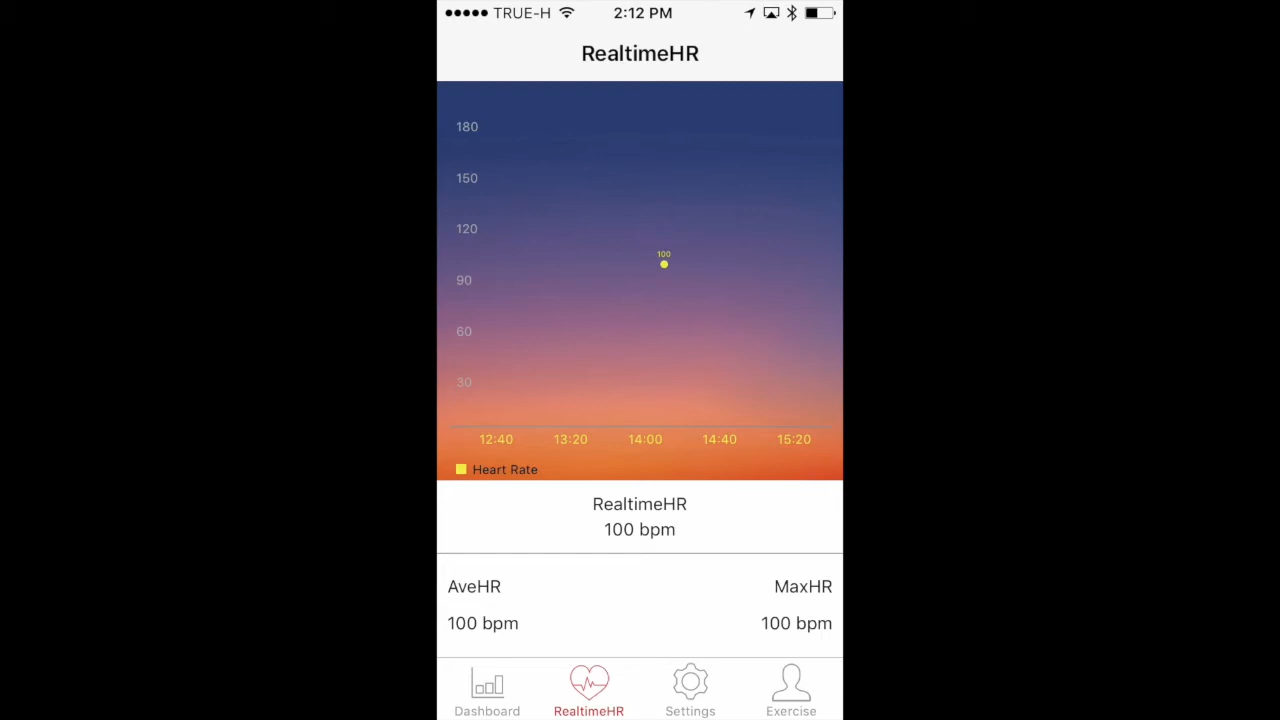 TRUE-H 2:12 PM
RealtimeHR
180
150
120
100
90
60
30
12:40 13:20 14:00 14:40 15:20
Heart Rate
RealtimeHR
100 bpm
AveHR MaxHR
100 bpm 100 bpm
Dashboard RealtimeHR Settings Exercise